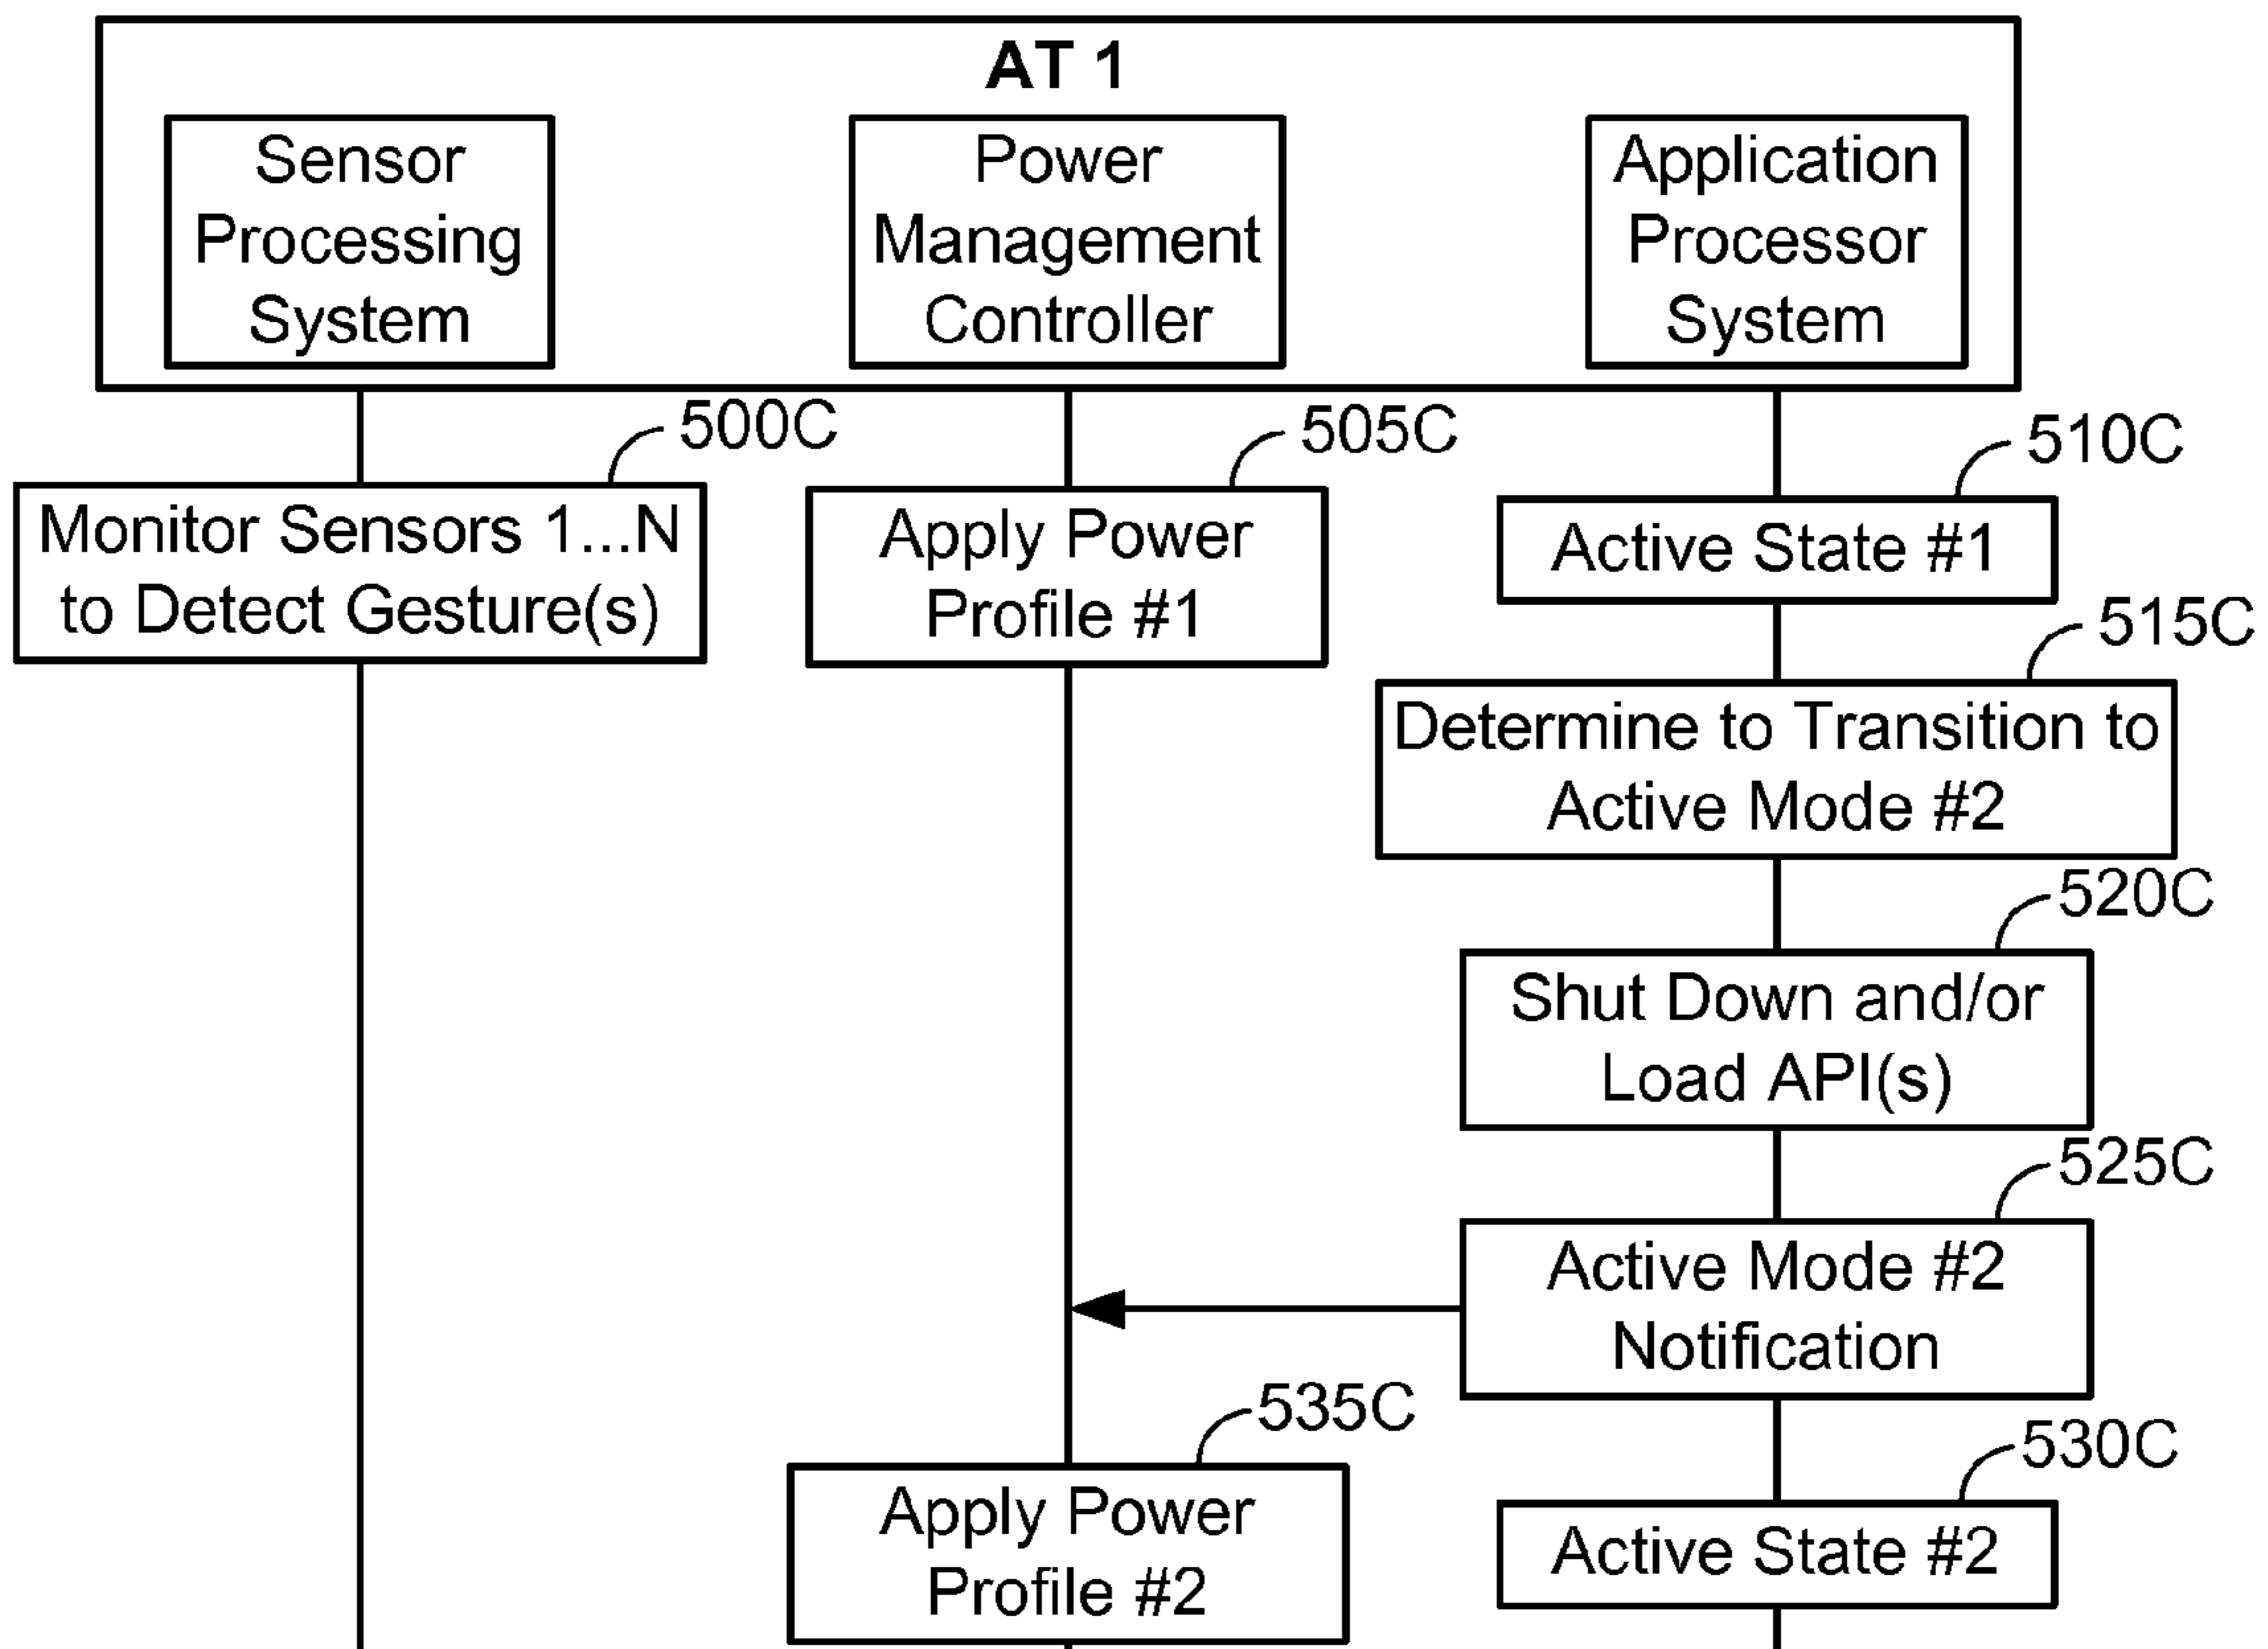 AT 1
Sensor
Processing
System
Power
Management
Controller
Application
Processor
System
500C
Monitor Sensors 1...N
to Detect Gesture(s)
505C
Apply Power
Profile #1
510C
Active State #1
515C
Determine to Transition to
Active Mode #2
520C
Shut Down and/or
Load API(s)
525C
Active Mode #2
Notification
535C
Apply Power
Profile #2
530C
Active State #2